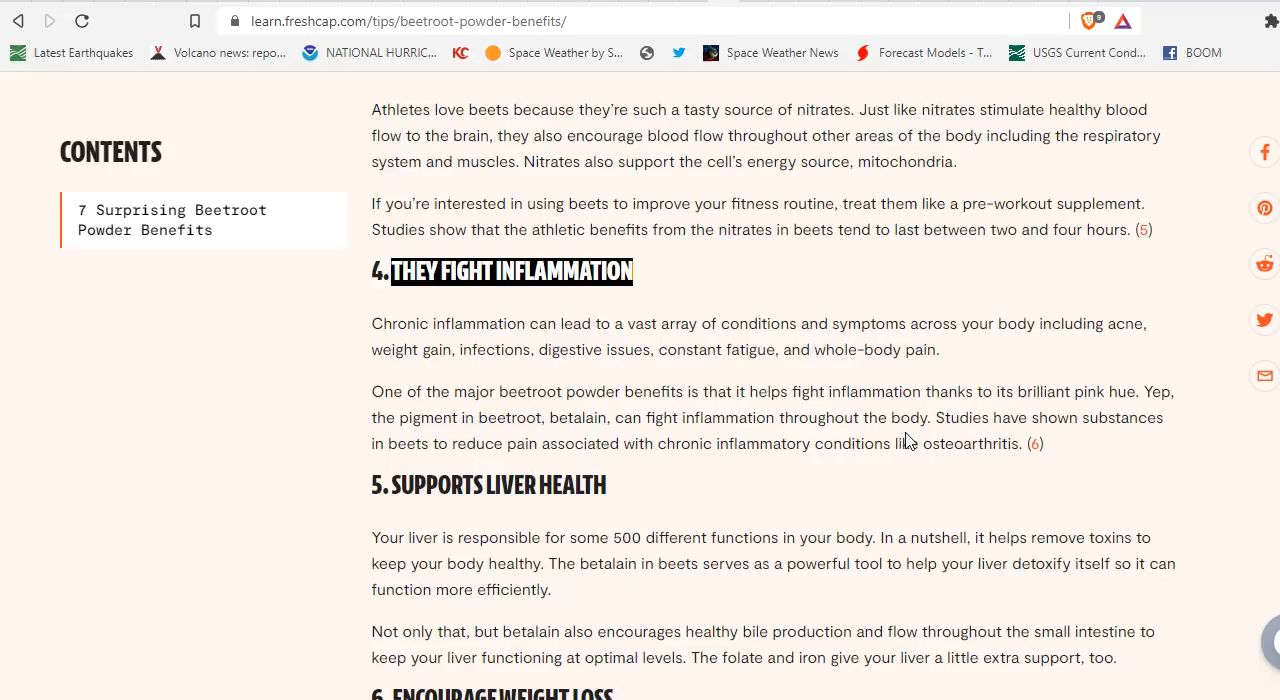 learn.freshcap.com/tips/beetroot-powder-benefits/
9
Latest Earthquakes
Volcano news: repo...
NATIONAL HURRIC...
KC
Space Weather by S...
Space Weather News
Forecast Models - T...
USGS Current Cond...
BOOM
CONTENTS
7 Surprising Beetroot
Powder Benefits
Athletes love beets because they're such a tasty source of nitrates. Just like nitrates stimulate healthy blood
flow to the brain, they also encourage blood flow throughout other areas of the body including the respiratory
system and muscles. Nitrates also support the cell's energy source, mitochondria.
If you're interested in using beets to improve your fitness routine, treat them like a pre-workout supplement.
Studies show that the athletic benefits from the nitrates in beets tend to last between two and four hours. (5)
4. THEY FIGHT INFLAMMATION
Chronic inflammation can lead to a vast array of conditions and symptoms across your body including acne,
weight gain, infections, digestive issues, constant fatigue, and whole-body pain.
One of the major beetroot powder benefits is that it helps fight inflammation thanks to its brilliant pink hue. Yep,
the pigment in beetroot, betalain, can fight inflammation throughout the body. Studies have shown substances
in beets to reduce pain associated with chronic inflammatory conditions like osteoarthritis. (6)
5. SUPPORTS LIVER HEALTH
Your liver is responsible for some 500 different functions in your body. In a nutshell, it helps remove toxins to
keep your body healthy. The betalain in beets serves as a powerful tool to help your liver detoxify itself so it can
function more efficiently.
Not only that, but betalain also encourages healthy bile production and flow throughout the small intestine to
keep your liver functioning at optimal levels. The folate and iron give your liver a little extra support, too.
6. ENCOURAGE WEIGHT LOSS